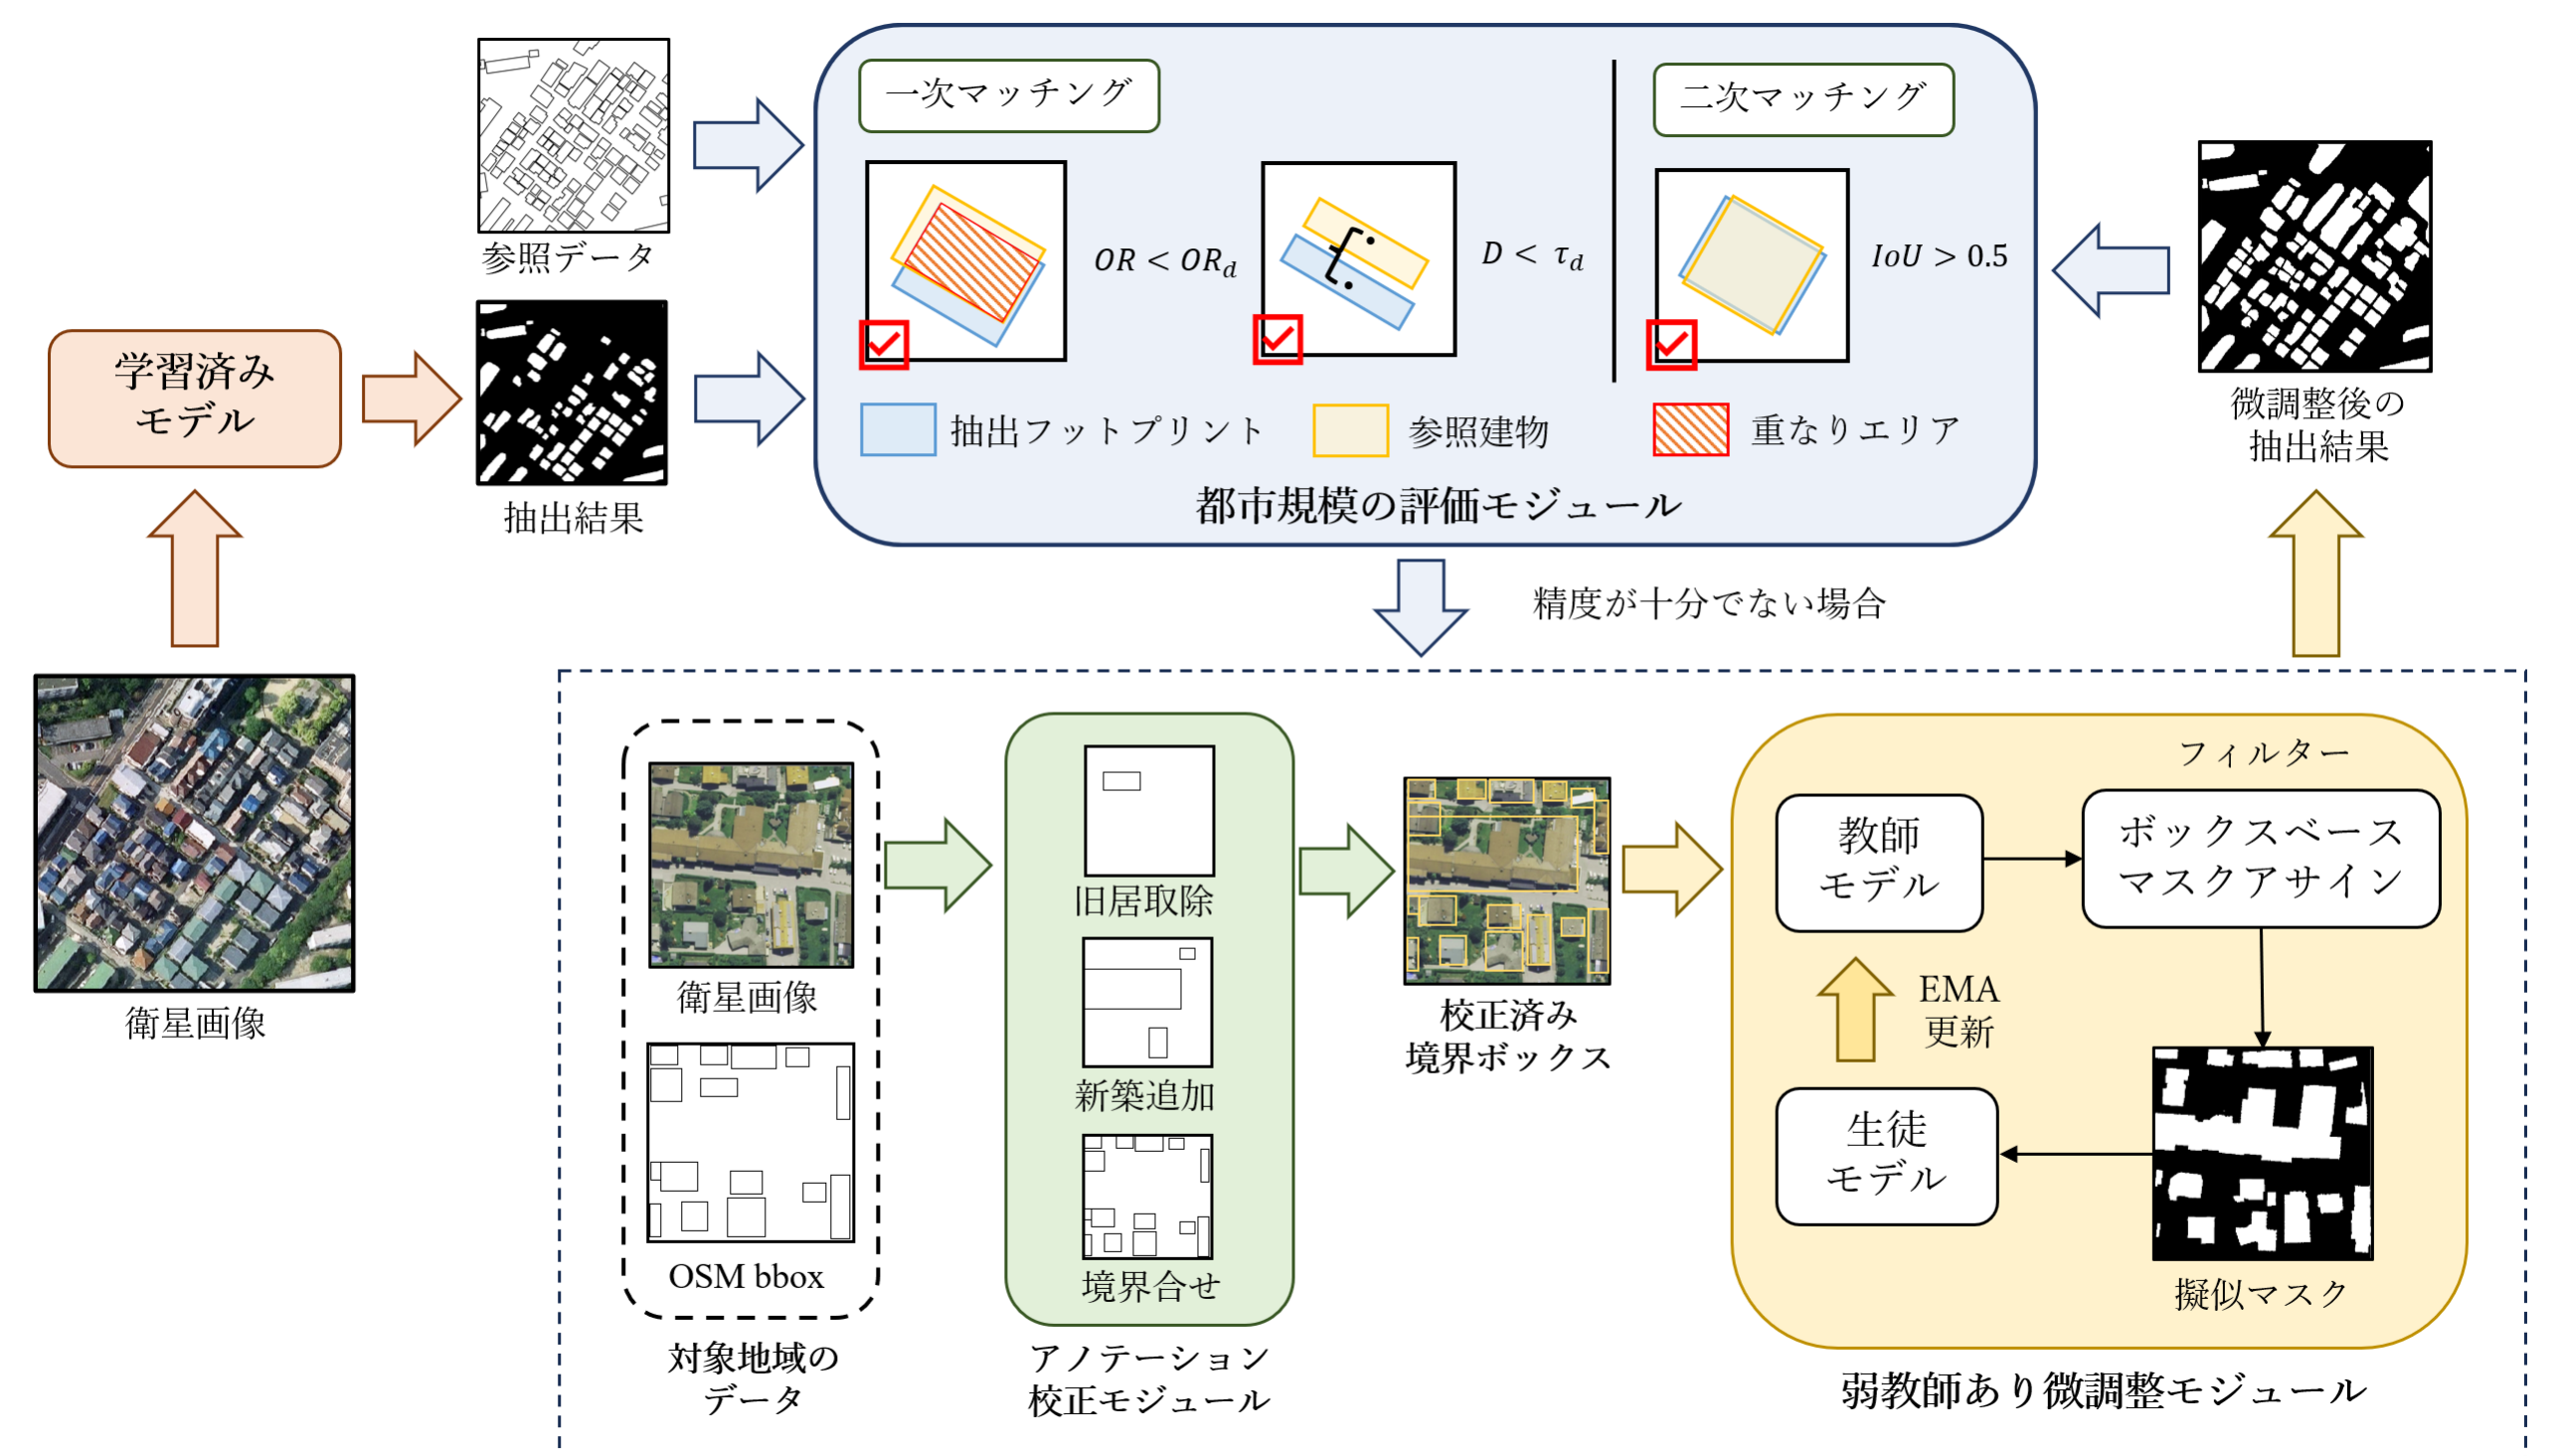 参照データ
学習済み
モデル
抽出結果
衛星画像
一次マッチング
二次マッチング
OR < OR_d
D < τ_d
IoU > 0.5
抽出フットプリント
参照建物
重なりエリア
都市規模の評価モジュール
微調整後の
抽出結果
精度が十分でない場合
衛星画像
OSM bbox
対象地域の
データ
旧居取除
新築追加
境界合せ
アノテーション
校正モジュール
校正済み
境界ボックス
フィルター
教師
モデル
ボックスベース
マスクアサイン
EMA
更新
生徒
モデル
擬似マスク
弱教師あり微調整モジュール